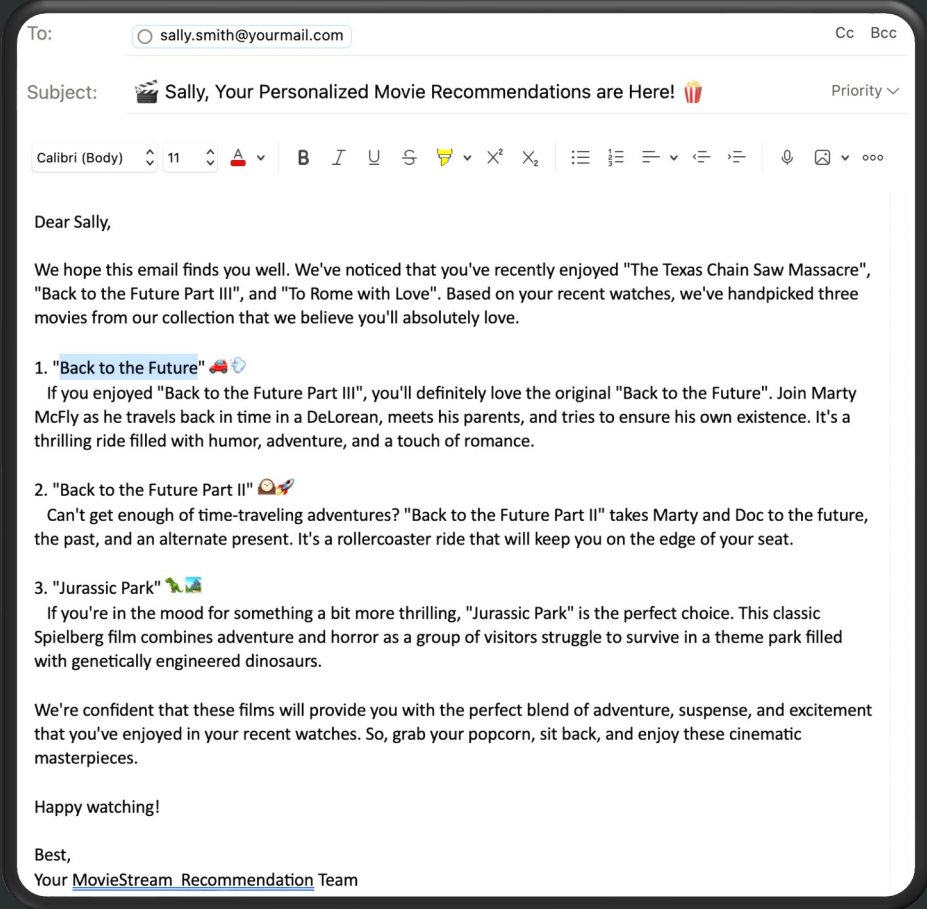 To:
sally.smith@yourmail.com
Cc Bcc
Subject:
🎬 Sally, Your Personalized Movie Recommendations are Here! 🍿
Priority
Calibri (Body) 11 A B I U S X² X₂
Dear Sally,
We hope this email finds you well. We've noticed that you've recently enjoyed "The Texas Chain Saw Massacre",
"Back to the Future Part III", and "To Rome with Love". Based on your recent watches, we've handpicked three
movies from our collection that we believe you'll absolutely love.
1. "Back to the Future" 🚗💨
If you enjoyed "Back to the Future Part III", you'll definitely love the original "Back to the Future". Join Marty
McFly as he travels back in time in a DeLorean, meets his parents, and tries to ensure his own existence. It's a
thrilling ride filled with humor, adventure, and a touch of romance.
2. "Back to the Future Part II" 🕰️🚀
Can't get enough of time-traveling adventures? "Back to the Future Part II" takes Marty and Doc to the future,
the past, and an alternate present. It's a rollercoaster ride that will keep you on the edge of your seat.
3. "Jurassic Park" 🦖🏞️
If you're in the mood for something a bit more thrilling, "Jurassic Park" is the perfect choice. This classic
Spielberg film combines adventure and horror as a group of visitors struggle to survive in a theme park filled
with genetically engineered dinosaurs.
We're confident that these films will provide you with the perfect blend of adventure, suspense, and excitement
that you've enjoyed in your recent watches. So, grab your popcorn, sit back, and enjoy these cinematic
masterpieces.
Happy watching!
Best,
Your MovieStream Recommendation Team